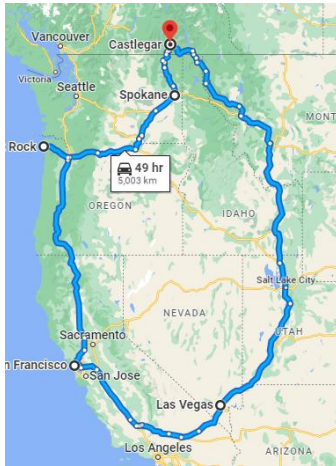 Vancouver
Castlegar
Victoria
Seattle
Spokane
Rock
MONT
49 hr
5,003 km
OREGON
IDAHO
Salt Lake City
NEVADA
Sacramento
UTAH
n Francisco
San Jose
Las Vegas
Los Angeles
ARIZONA